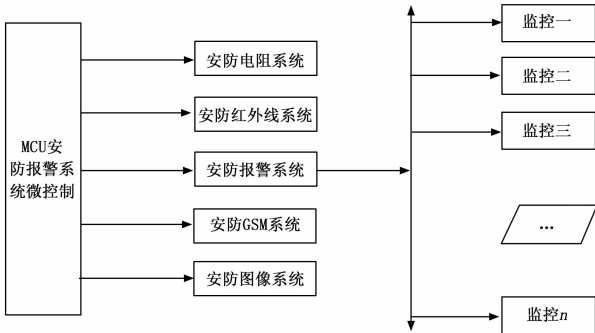 MCU安
防报警系
统微控制
安防电阻系统
安防红外线系统
安防报警系统
安防GSM系统
安防图像系统
监控一
监控二
监控三
...
监控n